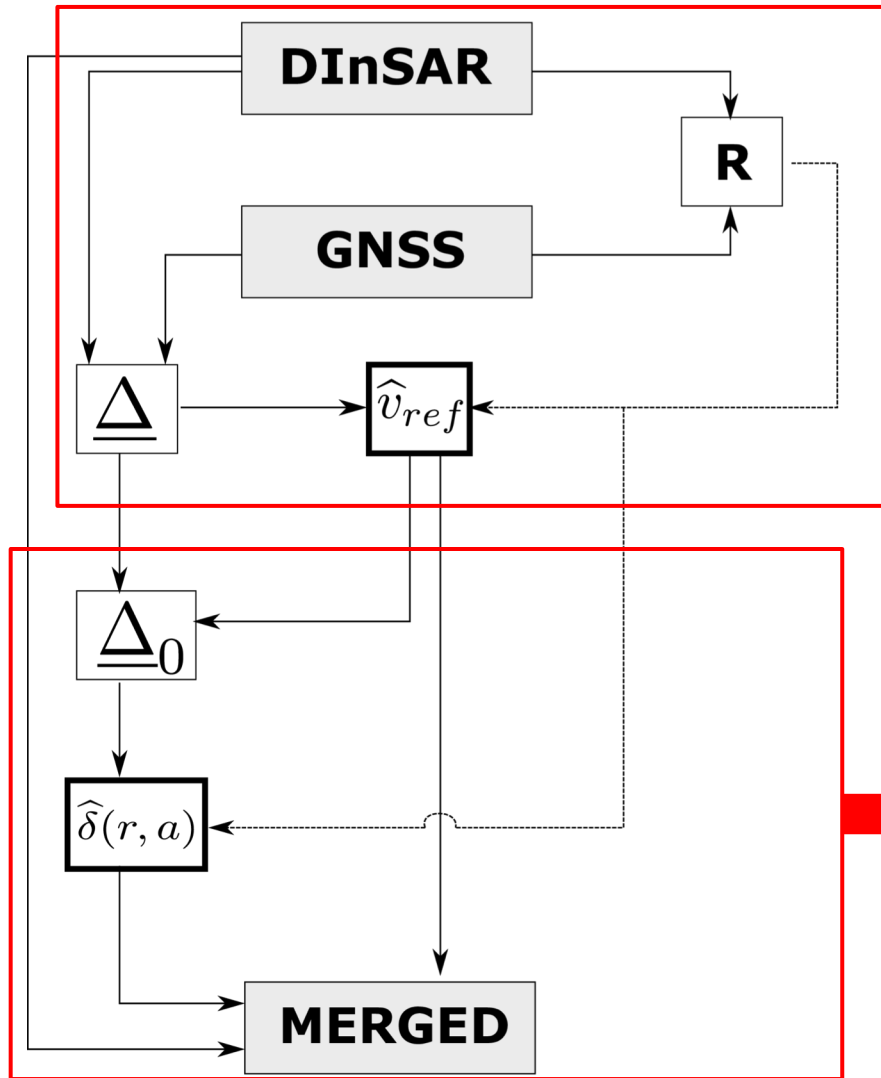 DInSAR
R
GNSS
Δ
v̂ref
Δ0
δ̂(r, a)
MERGED